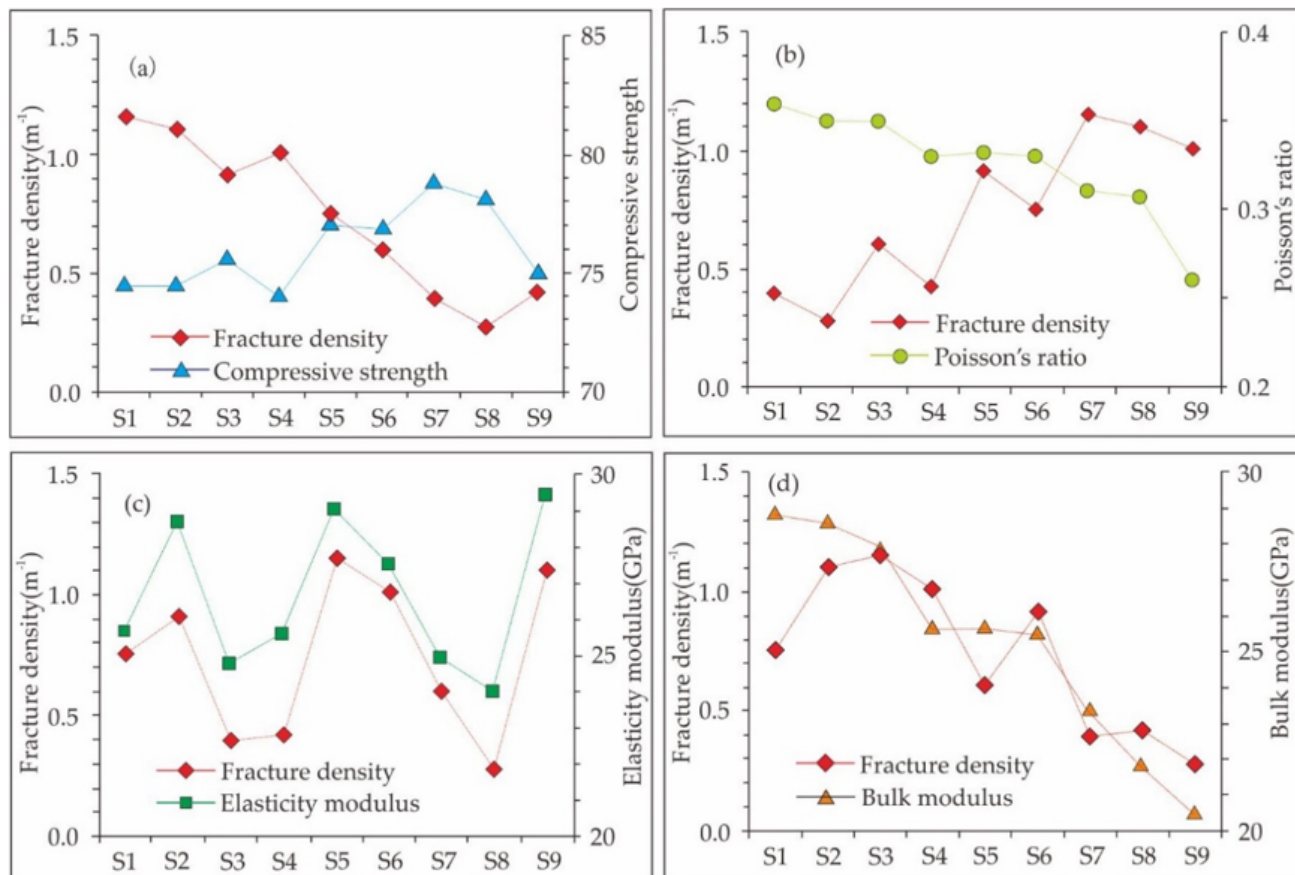 (a)
Fracture density(m⁻¹)
1.5
1.0
0.5
0.0
85
80
75
70
Compressive strength
Fracture density
Compressive strength
S1 S2 S3 S4 S5 S6 S7 S8 S9
(b)
Fracture density(m⁻¹)
1.5
1.0
0.5
0.0
0.4
0.3
0.2
Poisson's ratio
Fracture density
Poisson's ratio
S1 S2 S3 S4 S5 S6 S7 S8 S9
(c)
Fracture density(m⁻¹)
1.5
1.0
0.5
0.0
30
25
20
Elasticity modulus(GPa)
Fracture density
Elasticity modulus
S1 S2 S3 S4 S5 S6 S7 S8 S9
(d)
Fracture density(m⁻¹)
1.5
1.0
0.5
0.0
30
25
20
Bulk modulus(GPa)
Fracture density
Bulk modulus
S1 S2 S3 S4 S5 S6 S7 S8 S9